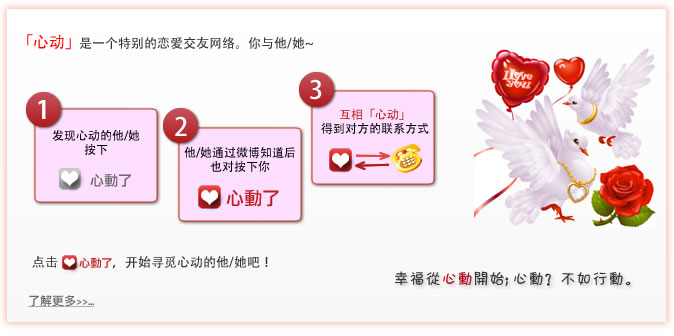 「心动」是一个特别的恋爱交友网络。你与他/她~
1
发现心动的他/她
按下
心動了
2
他/她通过微博知道后
也对按下你
心動了
3
互相「心动」
得到对方的联系方式
I Love
you
点击 心動了，开始寻觅心动的他/她吧！
幸福從心動開始；心動？不如行動。
了解更多>>...